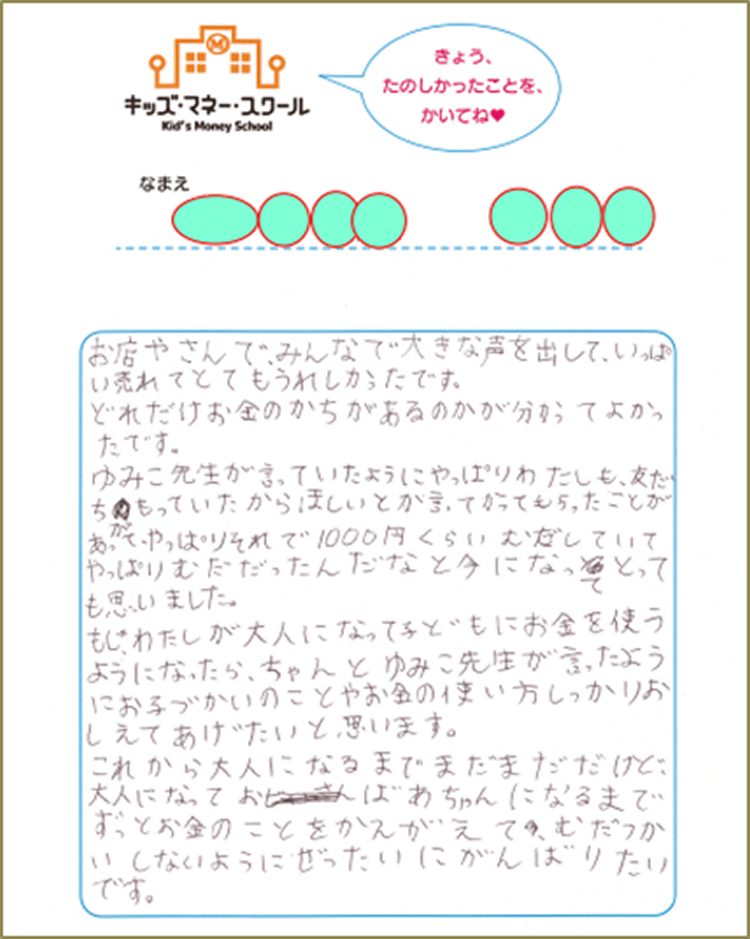 キッズ・マネー・スクール
Kid's Money School
きょう、
たのしかったことを、
かいてね♥
なまえ
お店やさんで、みんなで大きな声を出して、いっぱ
い売れてとてもうれしかったです。
どれだけお金のかちがあるのかが分かってよかっ
たです。
ゆみこ先生が言っていたようにやっぱりわたしも、友だ
ちがもっていたからほしいとか言ってかってもらったことが
あって、やっぱりそれで1000円くらいむだしていて
やっぱりむだだったんだなと今になってとって
も思いました。
もし、わたしが大人になって子どもにお金を使う
ようになったら、ちゃんとゆみこ先生が言ったよう
にお子づかいのことやお金の使い方しっかりお
しえてあげたいと思います。
これから大人になるまでまだまだだけど、
大人になっておばあちゃんになるまで
ずっとお金のことをかんがえて、むだづか
いしないようにぜったいにがんばりたい
です。